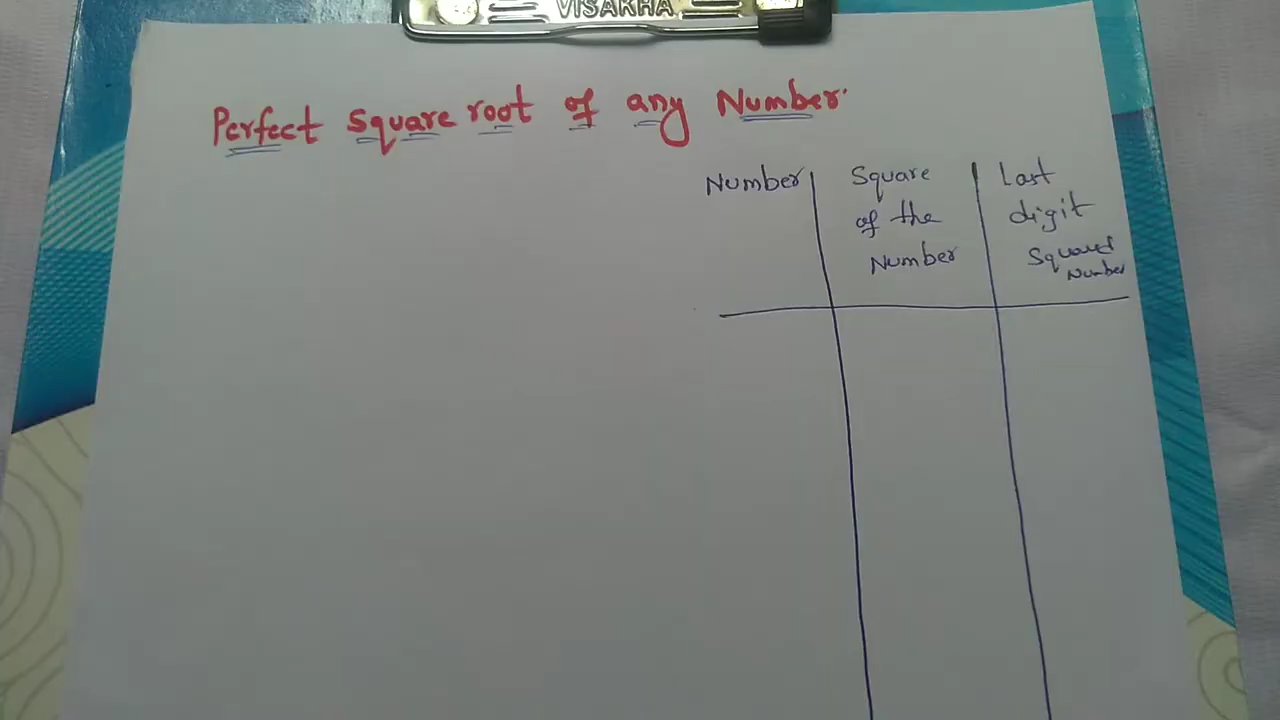 VISAKHA
Perfect Square root of any Number
Number
Square
of the
Number
Last
digit
Squared
Number